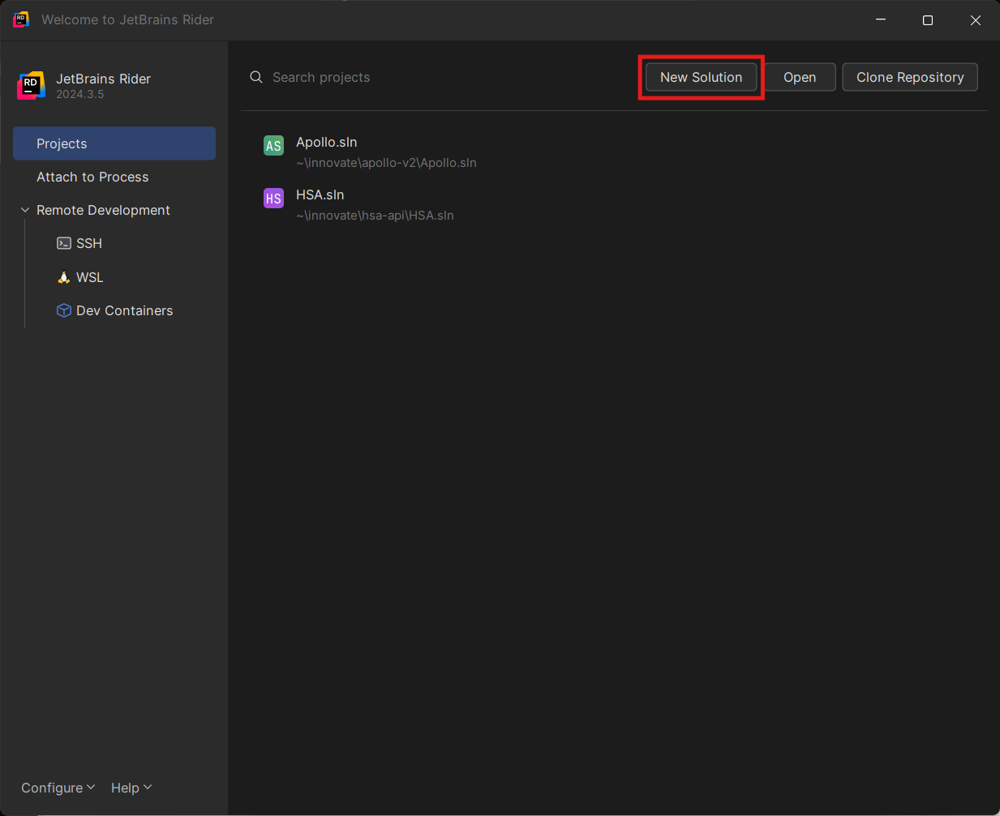 Welcome to JetBrains Rider
JetBrains Rider
2024.3.5
Search projects
New Solution
Open
Clone Repository
Projects
Attach to Process
Remote Development
SSH
WSL
Dev Containers
AS
Apollo.sln
~\innovate\apollo-v2\Apollo.sln
HS
HSA.sln
~\innovate\hsa-api\HSA.sln
Configure
Help
RD
RD